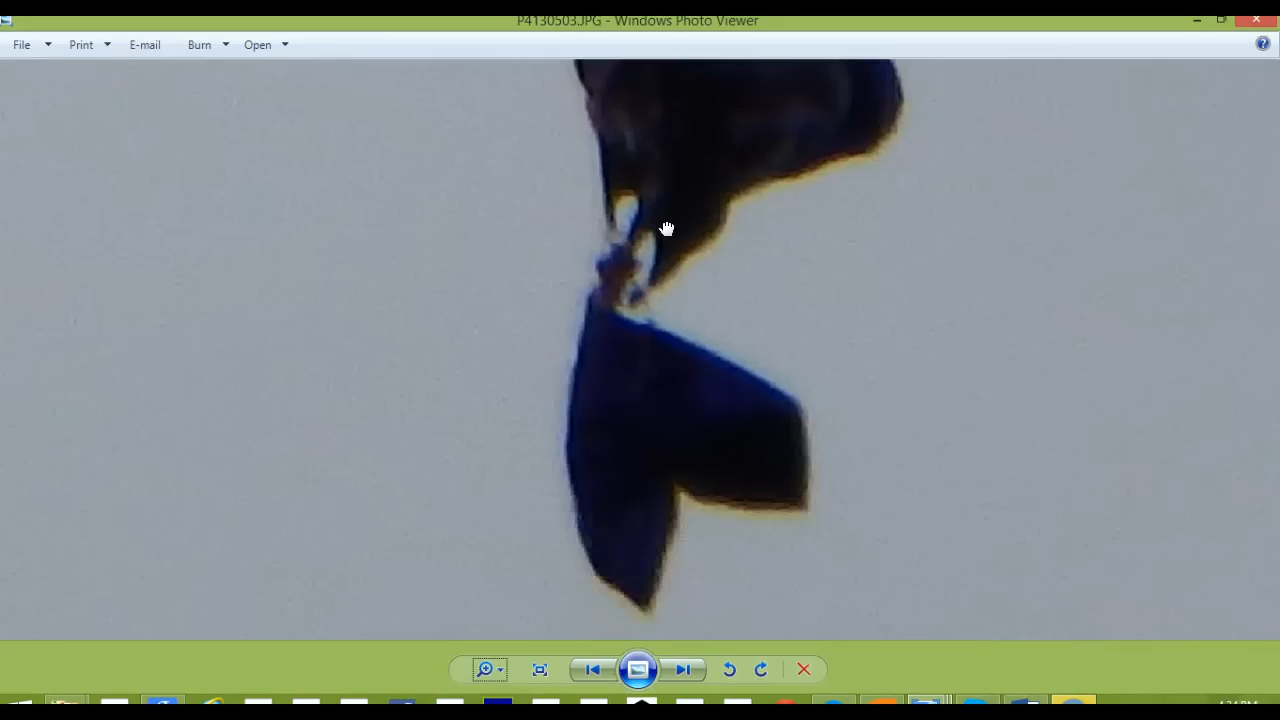 P4130503.JPG - Windows Photo Viewer
File Print E-mail Burn Open